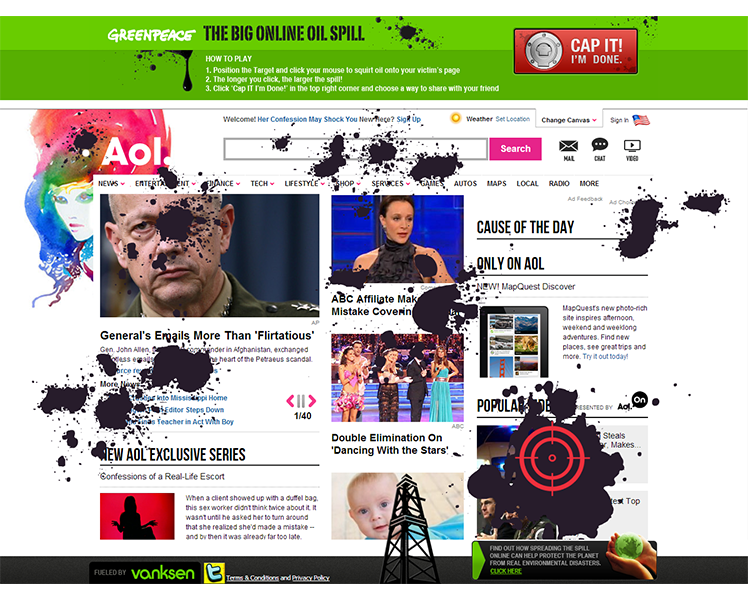 GREENPEACE THE BIG ONLINE OIL SPILL
CAP IT!
I'M DONE.
HOW TO PLAY
1. Position the Target and click your mouse to squirt oil onto your victim's page
2. The longer you click, the larger the spill!
3. Click 'Cap IT I'm Done!' in the top right corner and choose a way to share with your friend
Welcome! Her Confession May Shock You New Here? Sign Up
Weather Set Location
Change Canvas
Sign in
Aol.
Search
MAIL CHAT VIDEO
NEWS ENTERTAINMENT FINANCE TECH LIFESTYLE SHOP SERVICES GAMES AUTOS MAPS LOCAL RADIO MORE
Ad Feedback Ad
CAUSE OF THE DAY
ONLY ON AOL
NEW! MapQuest Discover
MapQuest's new photo-rich
site inspires afternoon,
weekend and weeklong
adventures. Find new
places, see great trips and
more. Try it out today!
AP
General's Emails More Than 'Flirtatious'
Gen. John Allen, in Afghanistan, exchanged
heart of the Petraeus scandal.
More News
into Mississippi Home
Editor Steps Down
Teacher in Act With Boy
1/40
ABC Affiliate
Mistake
ABC
Double Elimination On
'Dancing With the Stars'
POPULAR
PRESENTED BY Aol. On
Steals
Makes...
Top
NEW AOL EXCLUSIVE SERIES
Confessions of a Real-Life Escort
When a client showed up with a duffel bag,
this sex worker didn't think twice about it. It
wasn't until he asked her to turn around
that she realized she'd made a mistake --
and by then it was already far too late.
FIND OUT HOW SPREADING THE SPILL
ONLINE CAN HELP PROTECT THE PLANET
FROM REAL ENVIRONMENTAL DISASTERS.
CLICK HERE
FUELED BY vanksen
Terms & Conditions and Privacy Policy